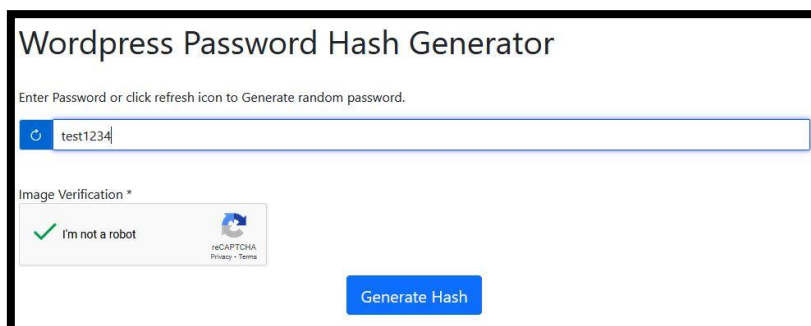 Wordpress Password Hash Generator
Enter Password or click refresh icon to Generate random password.
test1234
Image Verification *
I'm not a robot
reCAPTCHA
Privacy - Terms
Generate Hash